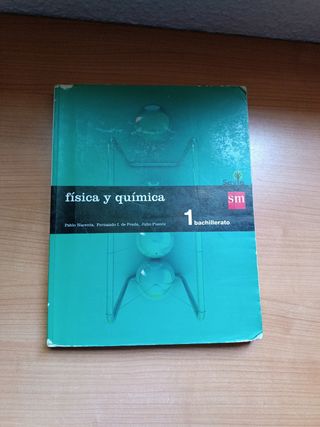 física y química
Pablo Nacenta, Fernando I. de Prada, Julio Puente
1 bachillerato
sm